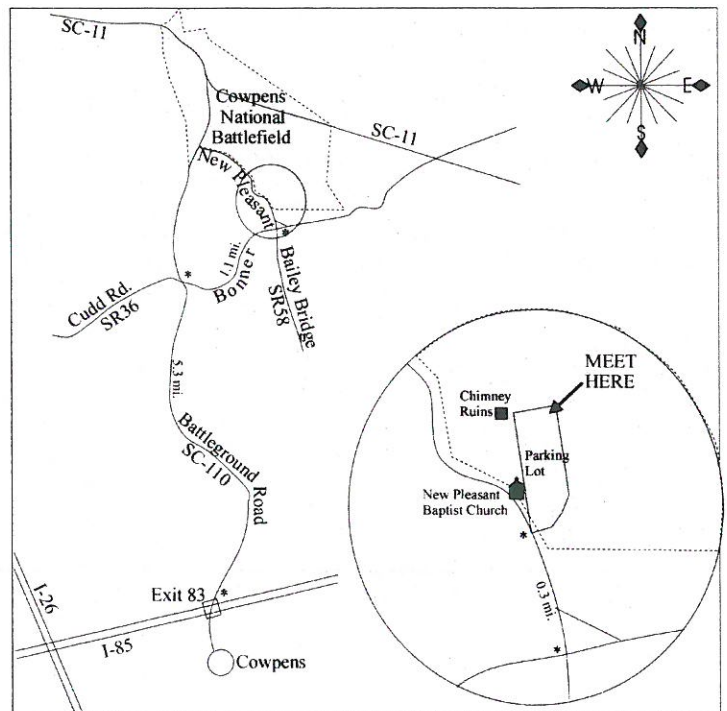 SC-11
N
W
E
S
Cowpens
National
Battlefield
SC-11
New Pleasant
*
*
1.1 mi.
Bonner
Bailey Bridge
SR58
Cudd Rd.
SR36
5.3 mi.
Battleground
Road
SC-110
MEET
HERE
Chimney
Ruins
Parking
Lot
New Pleasant
Baptist Church
*
0.3 mi.
*
I-26
Exit 83
*
I-85
Cowpens